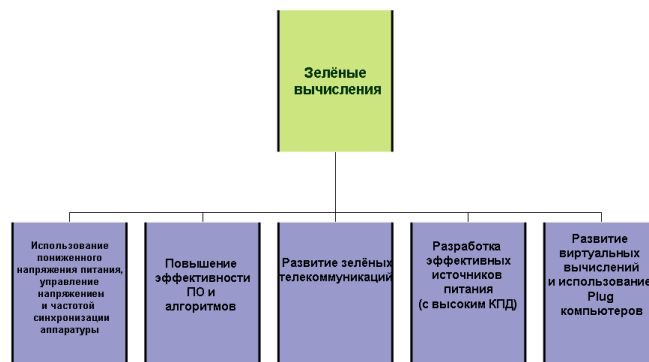 Зелёные
вычисления
Использование
пониженного
напряжения питания,
управление
напряжением
и частотой
синхронизации
аппаратуры
Повышение
эффективности
ПО и
алгоритмов
Развитие зелёных
телекоммуникаций
Разработка
эффективных
источников
питания
(с высоким КПД)
Развитие
виртуальных
вычислений
и использование
Plug
компьютеров